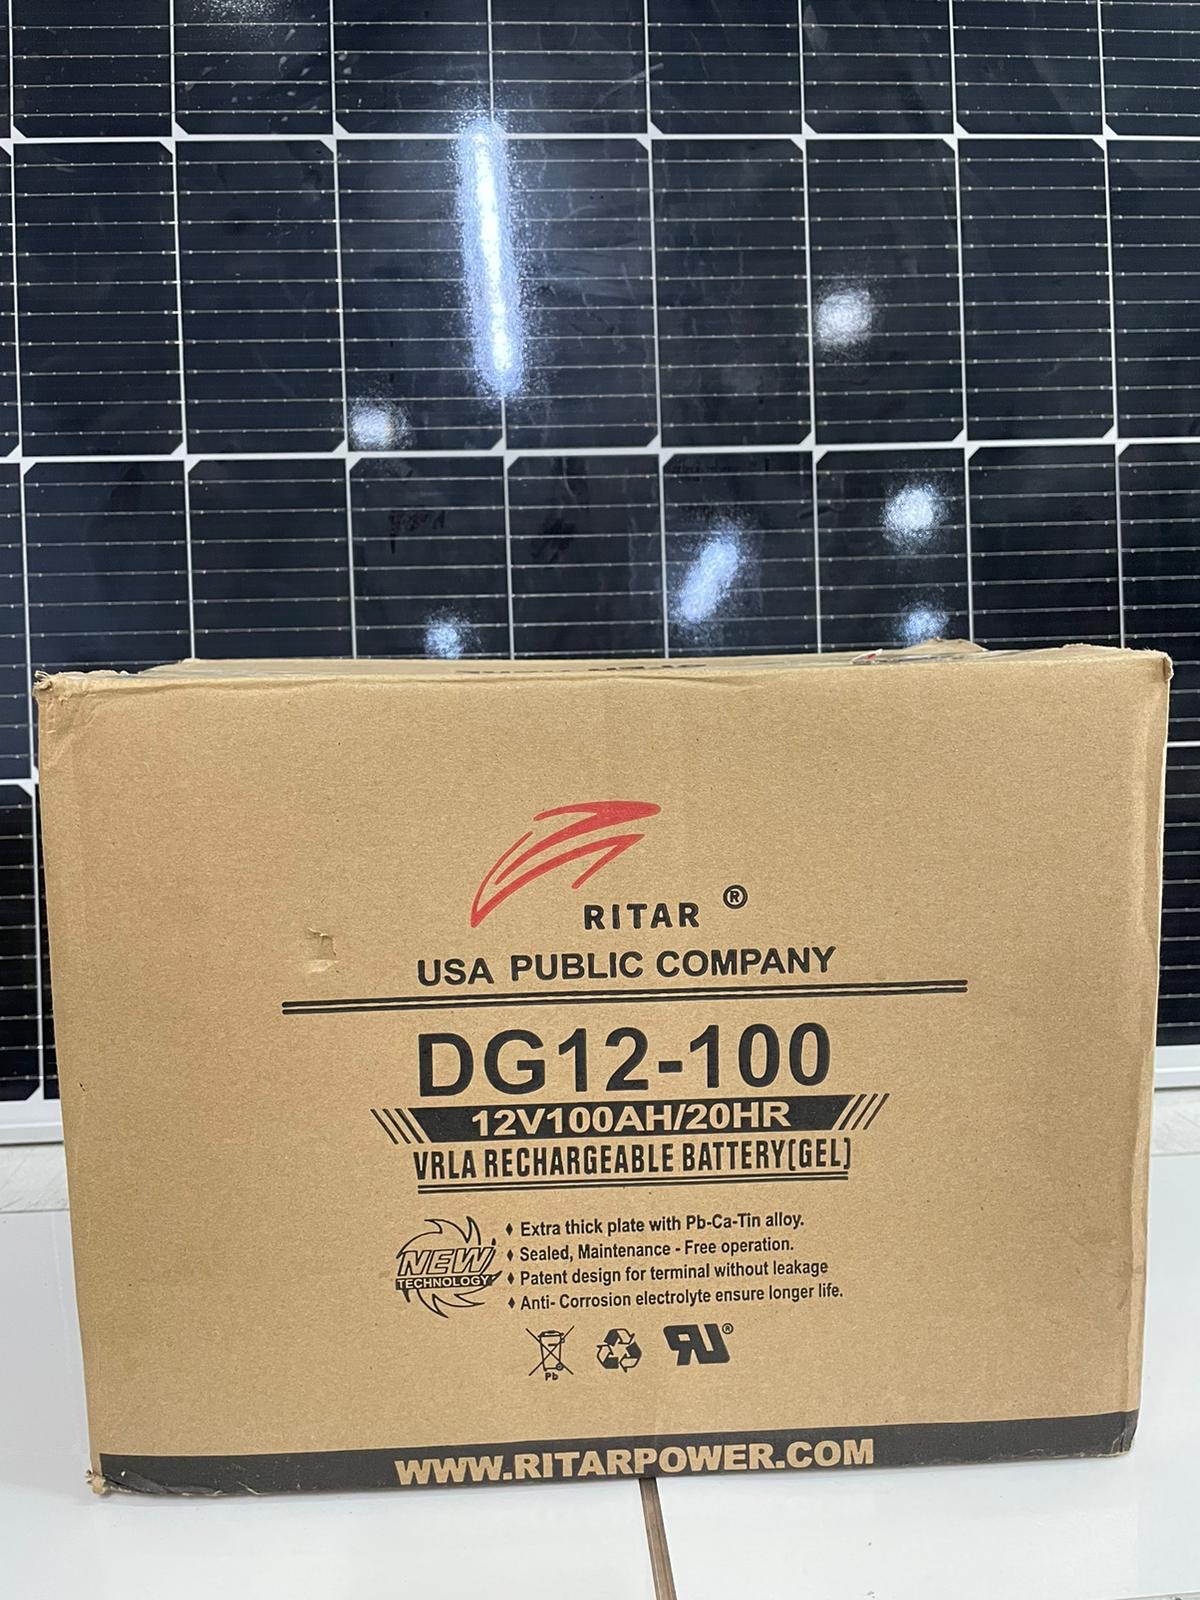 RITAR ®
USA PUBLIC COMPANY
DG12-100
12V100AH/20HR
VRLA RECHARGEABLE BATTERY(GEL)
NEW
TECHNOLOGY
♦ Extra thick plate with Pb-Ca-Tin alloy.
♦ Sealed, Maintenance - Free operation.
♦ Patent design for terminal without leakage
♦ Anti- Corrosion electrolyte ensure longer life.
Pb
®
WWW.RITARPOWER.COM